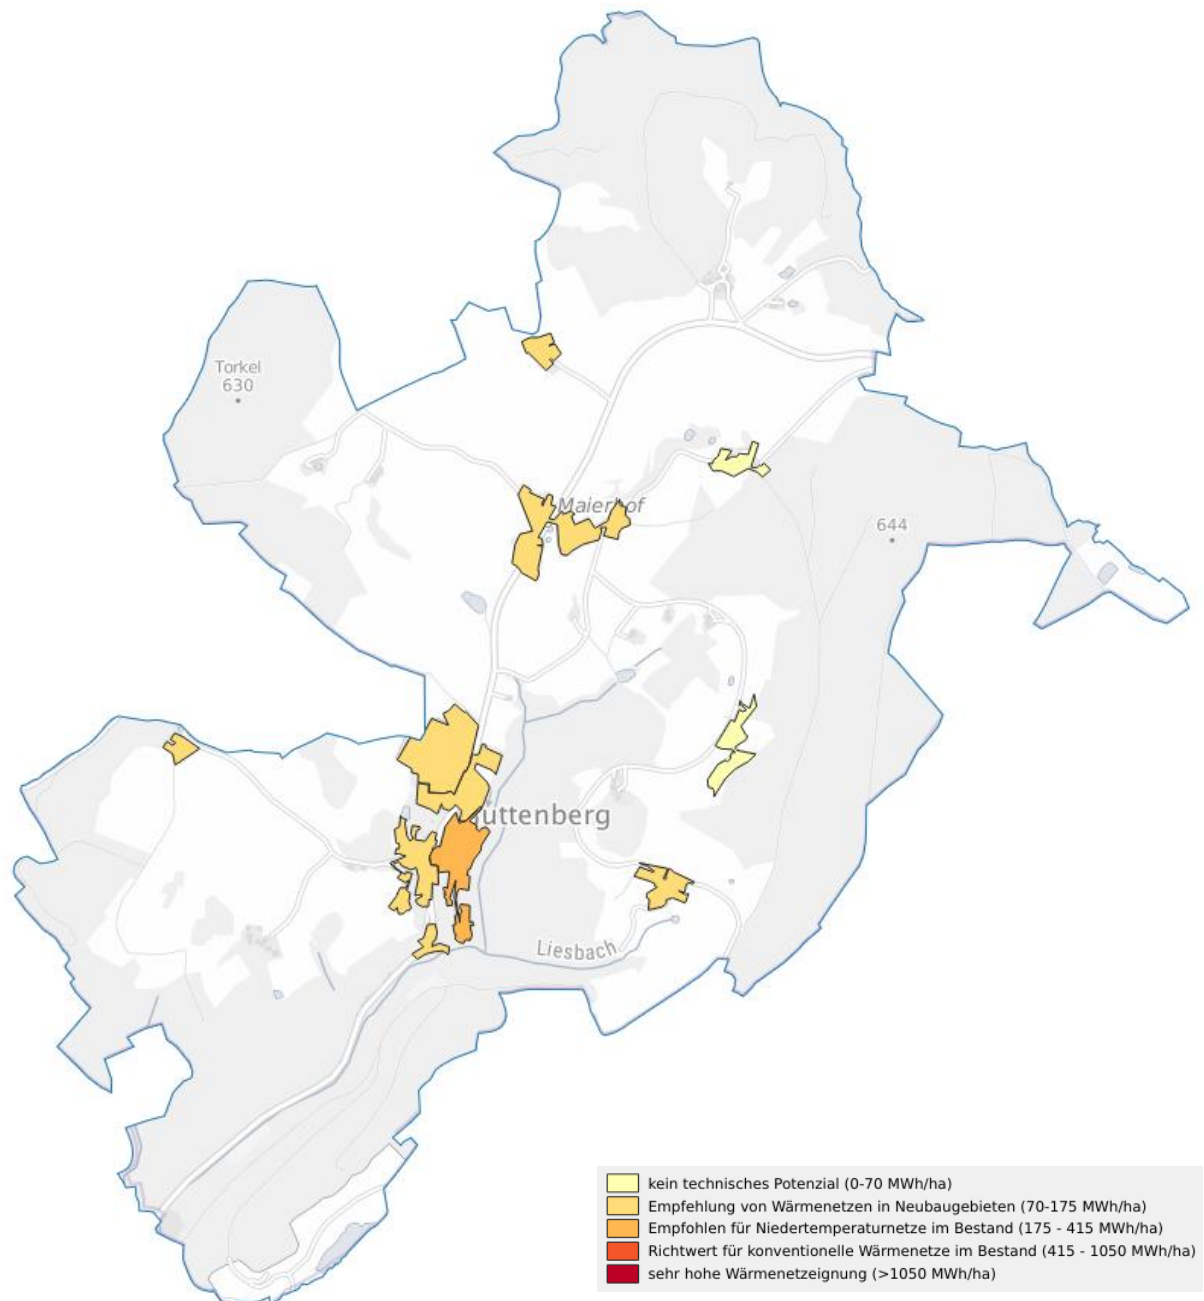 Torkel
630
Maierhof
644
uttenberg
Liesbach
kein technisches Potenzial (0-70 MWh/ha)
Empfehlung von Wärmenetzen in Neubaugebieten (70-175 MWh/ha)
Empfohlen für Niedertemperaturnetze im Bestand (175 - 415 MWh/ha)
Richtwert für konventionelle Wärmenetze im Bestand (415 - 1050 MWh/ha)
sehr hohe Wärmenetzeignung (>1050 MWh/ha)